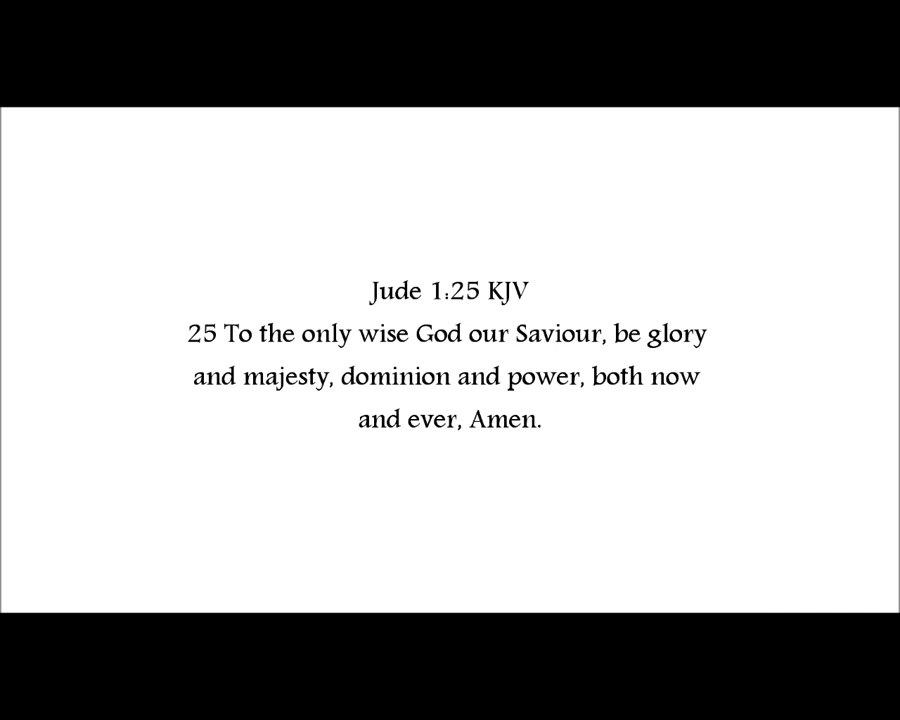 Jude 1:25 KJV
25 To the only wise God our Saviour, be glory
and majesty, dominion and power, both now
and ever, Amen.